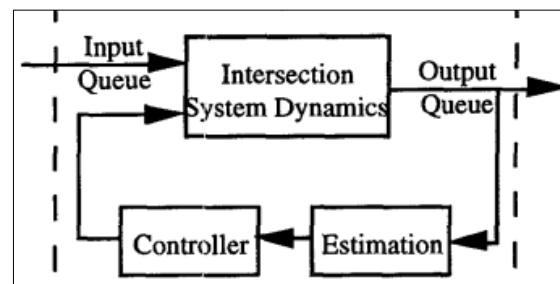 Input
Queue
Intersection
System Dynamics
Output
Queue
Controller
Estimation